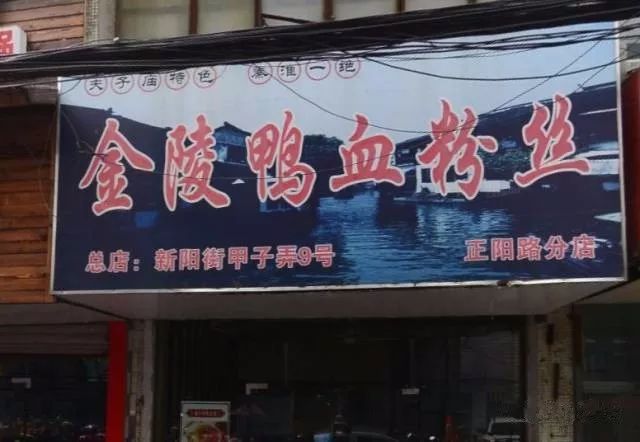 夫子庙特色 秦淮一绝
金陵鸭血粉丝
总店：新阳街甲子弄9号 正阳路分店